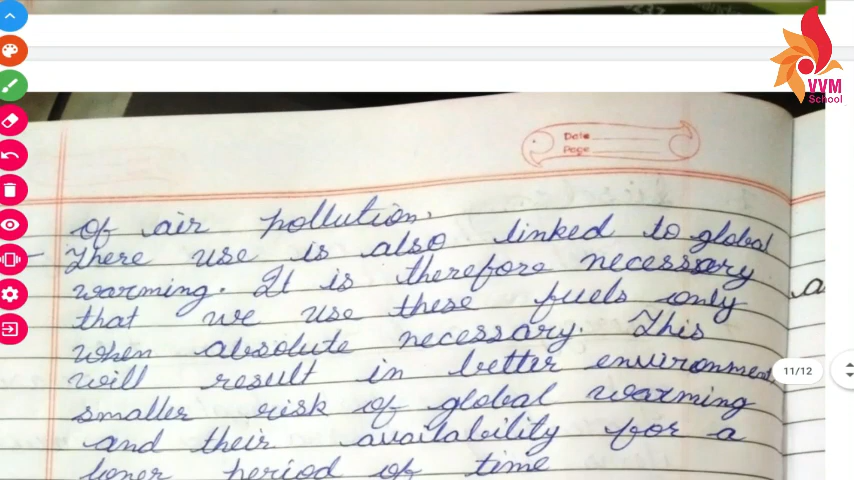 VVM
School
Date
Page
of air pollution.
- There use is also linked to global
warming. It is therefore necessary
that we use these fuels only
when absolute necessary. This
will result in better environment,
smaller risk of global warming
and their availability for a
loner period of time
11/12